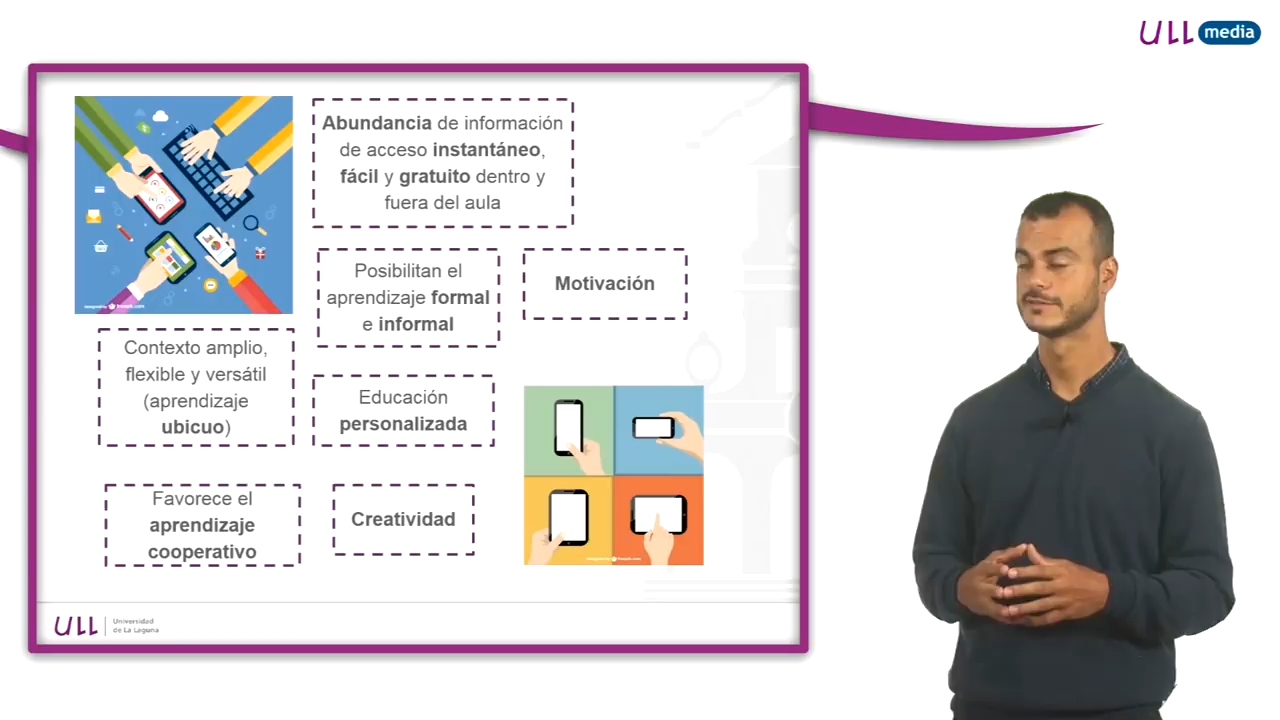 ULL media
Abundancia de información
de acceso instantáneo,
fácil y gratuito dentro y
fuera del aula
Posibilitan el
aprendizaje formal
e informal
Motivación
Contexto amplio,
flexible y versátil
(aprendizaje
ubicuo)
Educación
personalizada
Favorece el
aprendizaje
cooperativo
Creatividad
ULL
Universidad
de La Laguna